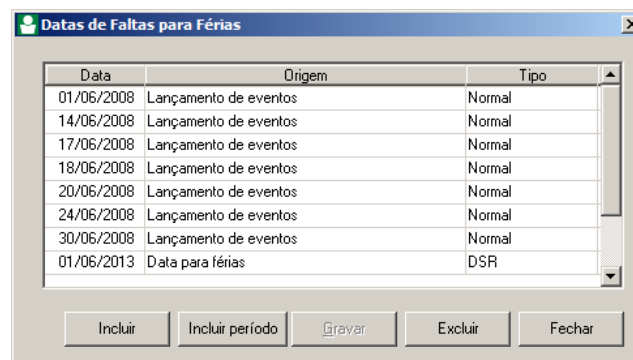 Datas de Faltas para Férias
Data Origem Tipo
01/06/2008 Lançamento de eventos Normal
14/06/2008 Lançamento de eventos Normal
17/06/2008 Lançamento de eventos Normal
18/06/2008 Lançamento de eventos Normal
20/06/2008 Lançamento de eventos Normal
24/06/2008 Lançamento de eventos Normal
30/06/2008 Lançamento de eventos Normal
01/06/2013 Data para férias DSR
Incluir Incluir período Gravar Excluir Fechar